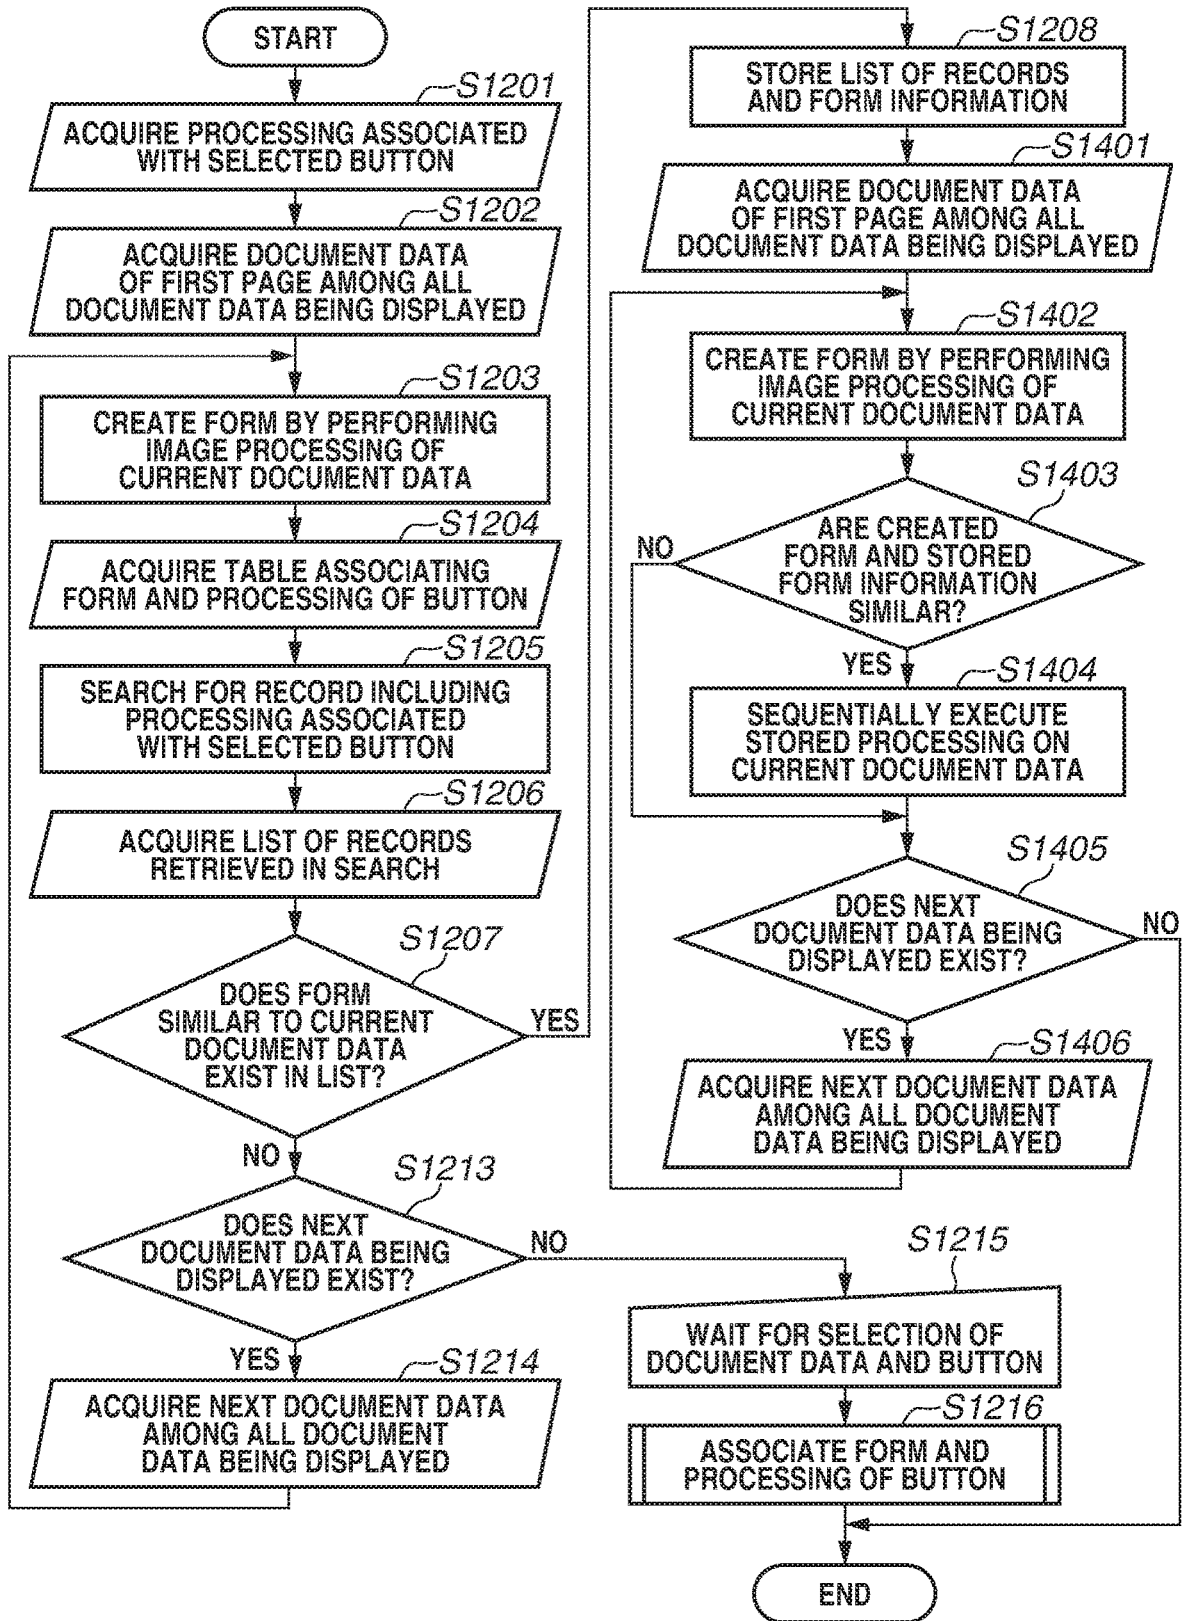 START
S1201
ACQUIRE PROCESSING ASSOCIATED
WITH SELECTED BUTTON
S1202
ACQUIRE DOCUMENT DATA
OF FIRST PAGE AMONG ALL
DOCUMENT DATA BEING DISPLAYED
S1203
CREATE FORM BY PERFORMING
IMAGE PROCESSING OF
CURRENT DOCUMENT DATA
S1204
ACQUIRE TABLE ASSOCIATING
FORM AND PROCESSING OF BUTTON
S1205
SEARCH FOR RECORD INCLUDING
PROCESSING ASSOCIATED
WITH SELECTED BUTTON
S1206
ACQUIRE LIST OF RECORDS
RETRIEVED IN SEARCH
S1207
DOES FORM
SIMILAR TO CURRENT
DOCUMENT DATA
EXIST IN LIST?
YES
NO
S1213
DOES NEXT
DOCUMENT DATA BEING
DISPLAYED EXIST?
NO
YES
S1214
ACQUIRE NEXT DOCUMENT DATA
AMONG ALL DOCUMENT
DATA BEING DISPLAYED
S1208
STORE LIST OF RECORDS
AND FORM INFORMATION
S1401
ACQUIRE DOCUMENT DATA
OF FIRST PAGE AMONG ALL
DOCUMENT DATA BEING DISPLAYED
S1402
CREATE FORM BY PERFORMING
IMAGE PROCESSING OF
CURRENT DOCUMENT DATA
S1403
ARE CREATED
FORM AND STORED
FORM INFORMATION
SIMILAR?
NO
YES
S1404
SEQUENTIALLY EXECUTE
STORED PROCESSING ON
CURRENT DOCUMENT DATA
S1405
DOES NEXT
DOCUMENT DATA BEING
DISPLAYED EXIST?
NO
YES
S1406
ACQUIRE NEXT DOCUMENT DATA
AMONG ALL DOCUMENT
DATA BEING DISPLAYED
S1215
WAIT FOR SELECTION OF
DOCUMENT DATA AND BUTTON
S1216
ASSOCIATE FORM AND
PROCESSING OF BUTTON
END